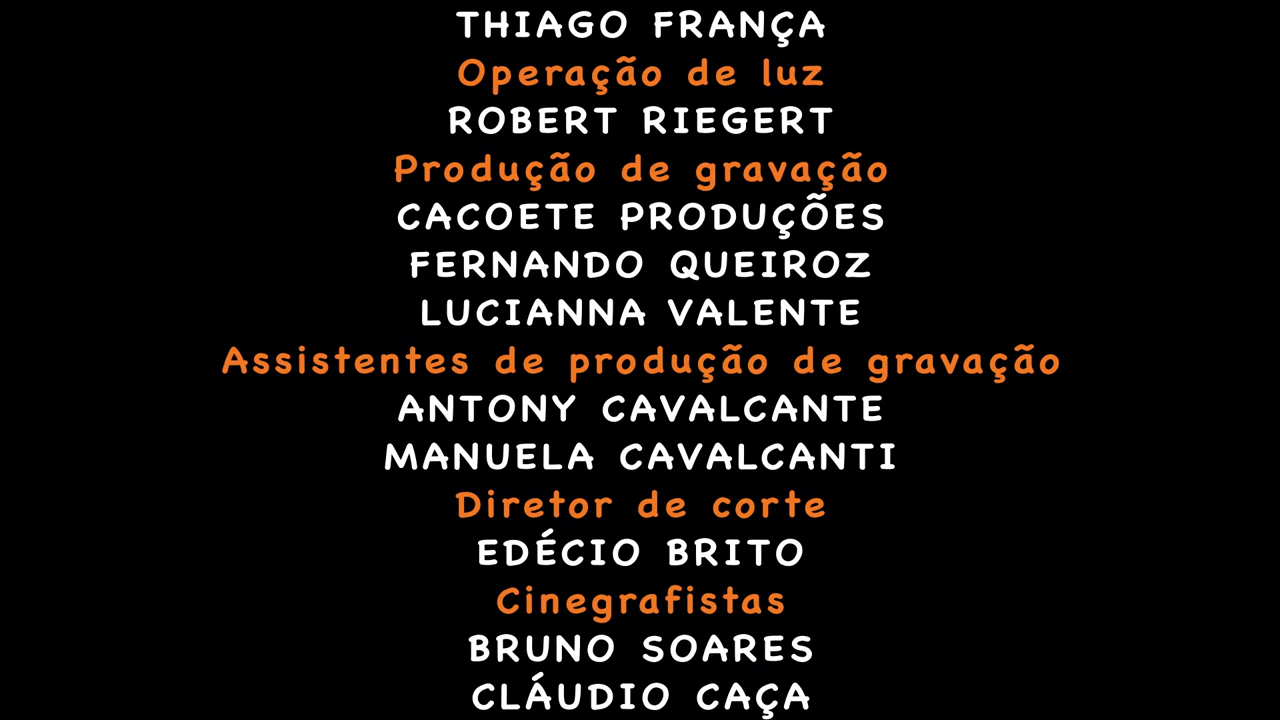 THIAGO FRANÇA
Operação de luz
ROBERT RIEGERT
Produção de gravação
CACOETE PRODUÇÕES
FERNANDO QUEIROZ
LUCIANNA VALENTE
Assistentes de produção de gravação
ANTONY CAVALCANTE
MANUELA CAVALCANTI
Diretor de corte
EDÉCIO BRITO
Cinegrafistas
BRUNO SOARES
CLÁUDIO CAÇA